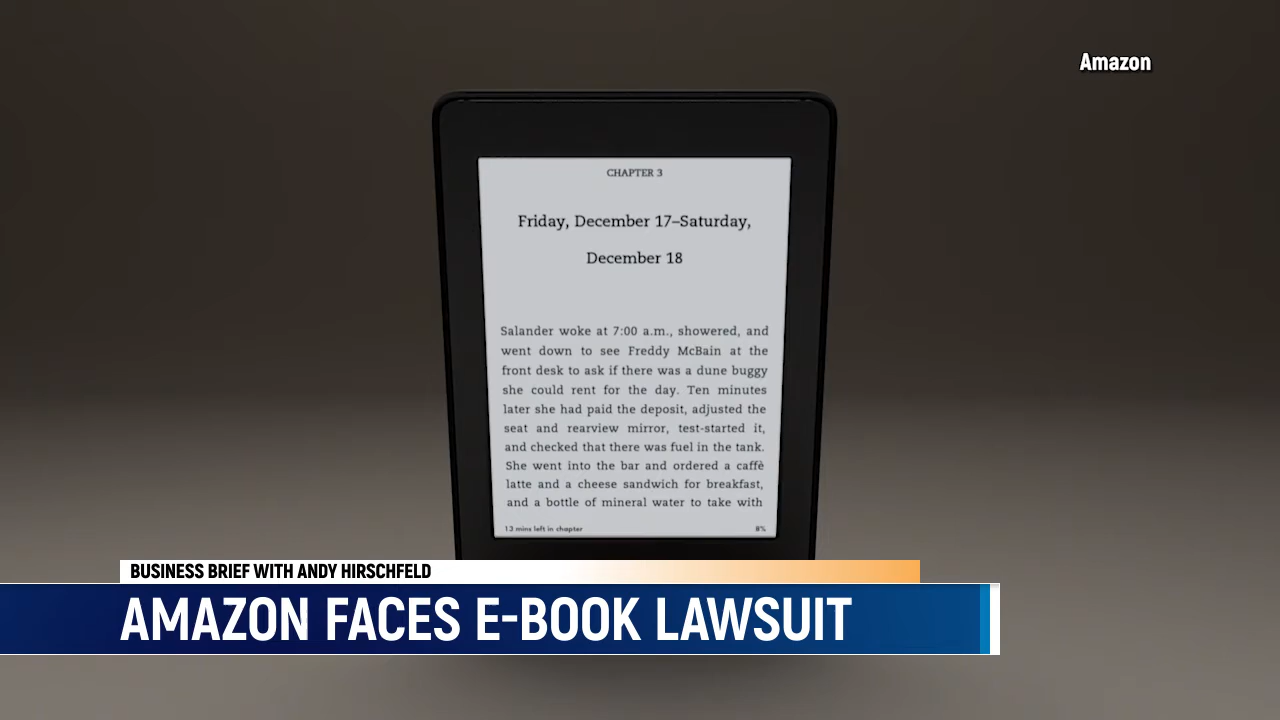 Amazon
CHAPTER 3
Friday, December 17–Saturday,
December 18
Salander woke at 7:00 a.m., showered, and
went down to see Freddy McBain at the
front desk to ask if there was a dune buggy
she could rent for the day. Ten minutes
later she had paid the deposit, adjusted the
seat and rearview mirror, test-started it,
and checked that there was fuel in the tank.
She went into the bar and ordered a caffè
latte and a cheese sandwich for breakfast,
and a bottle of mineral water to take with
13 mins left in chapter 8%
BUSINESS BRIEF WITH ANDY HIRSCHFELD
AMAZON FACES E-BOOK LAWSUIT